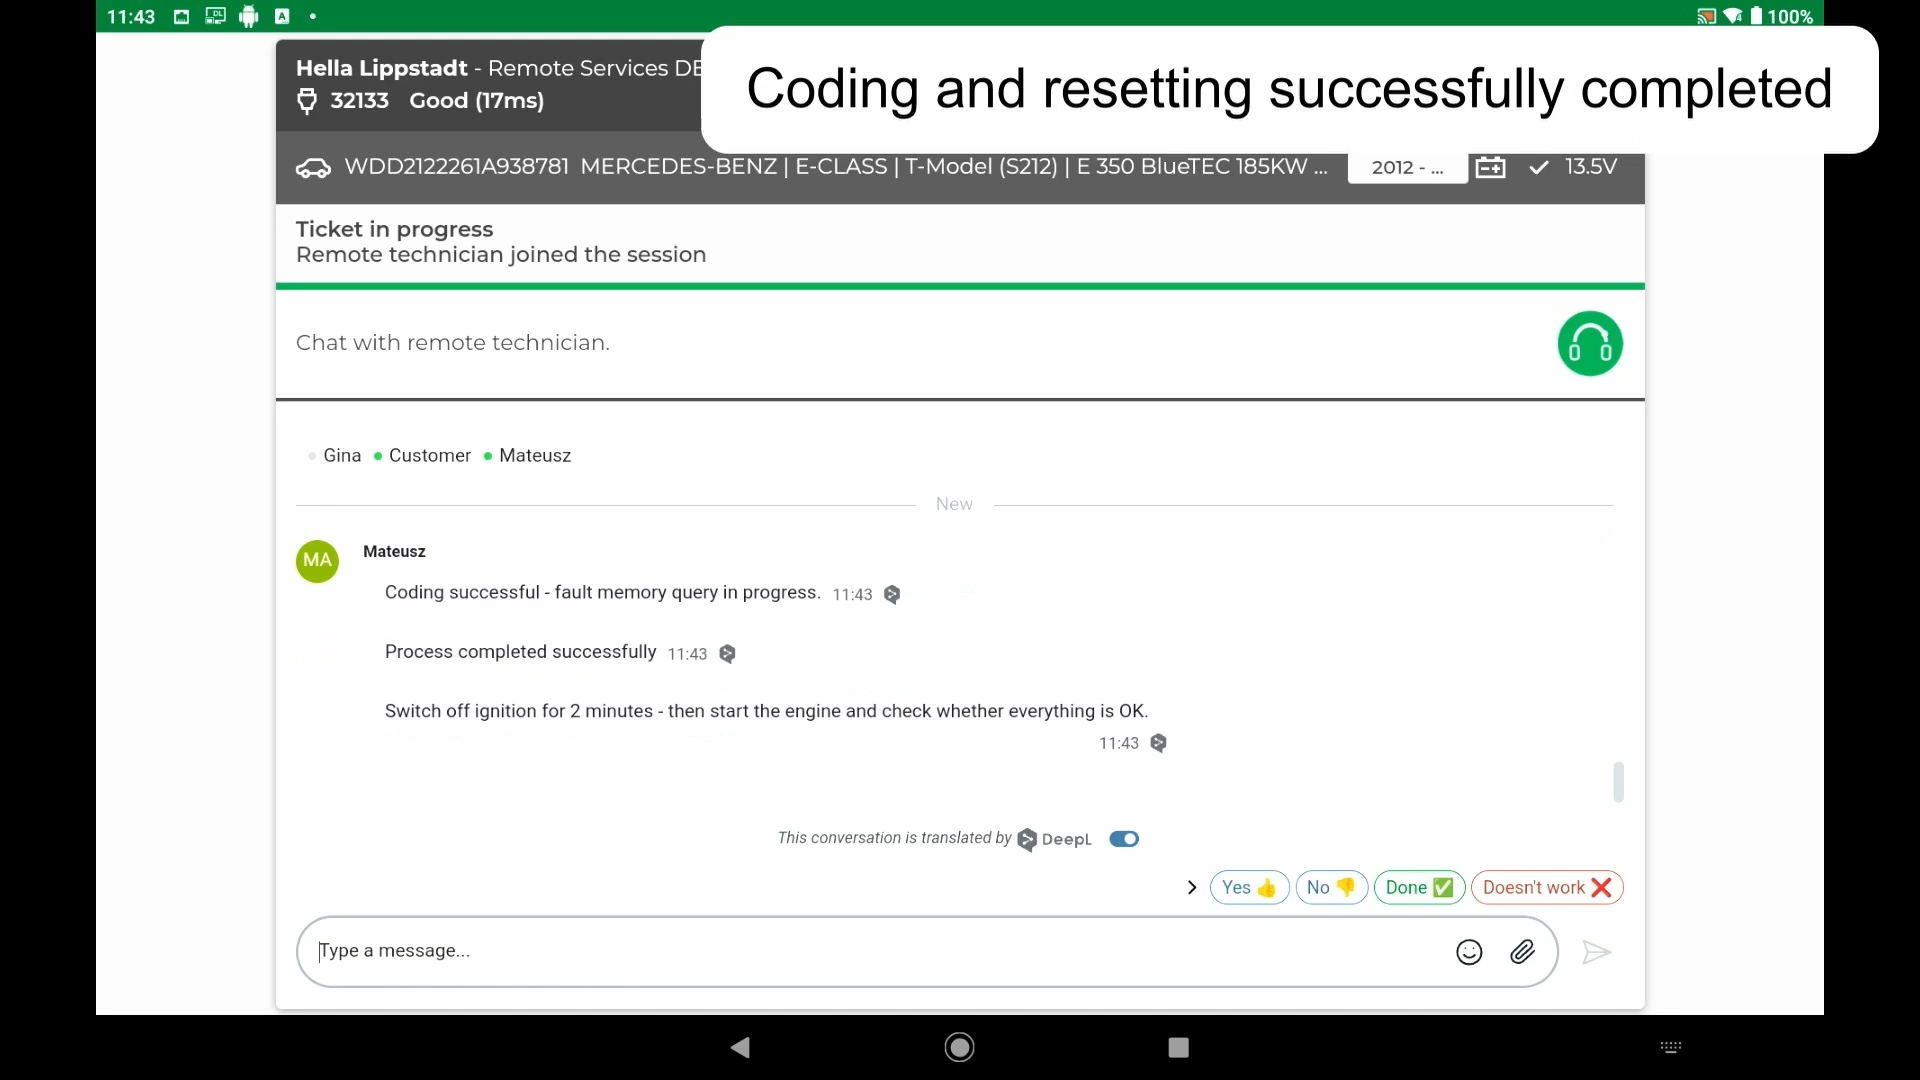 11:43
100%
Coding and resetting successfully completed
Hella Lippstadt - Remote Services DE
32133 Good (17ms)
WDD2122261A938781 MERCEDES-BENZ | E-CLASS | T-Model (S212) | E 350 BlueTEC 185KW ... 2012 - ... 13.5V
Ticket in progress
Remote technician joined the session
Chat with remote technician.
Gina Customer Mateusz
New
MA Mateusz
Coding successful - fault memory query in progress. 11:43
Process completed successfully 11:43
Switch off ignition for 2 minutes - then start the engine and check whether everything is OK.
11:43
This conversation is translated by DeepL
Yes 👍 No 👎 Done ✅ Doesn't work ❌
Type a message...